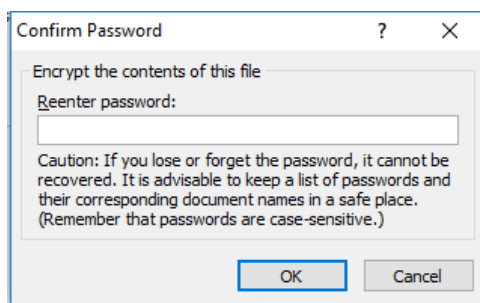 Confirm Password
?
Encrypt the contents of this file
Reenter password:
Caution: If you lose or forget the password, it cannot be
recovered. It is advisable to keep a list of passwords and
their corresponding document names in a safe place.
(Remember that passwords are case-sensitive.)
OK Cancel